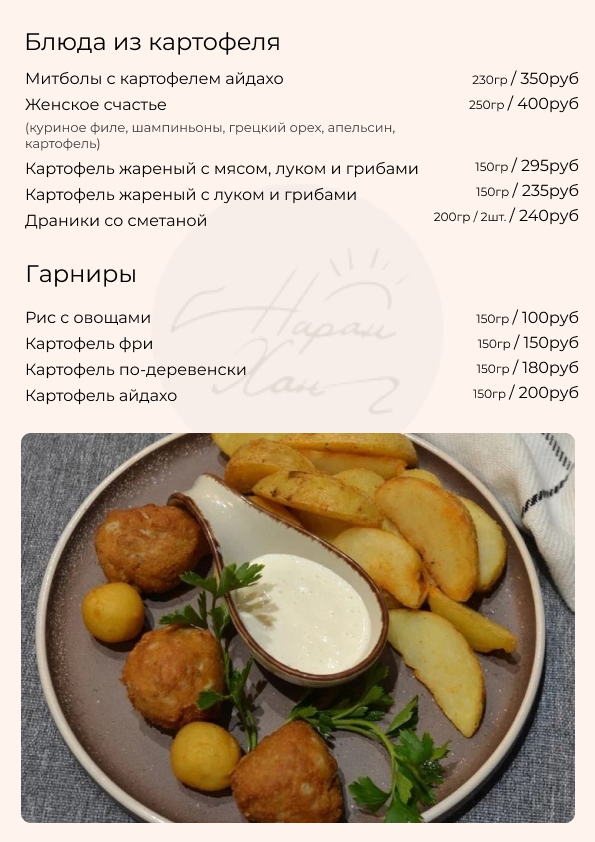 Блюда из картофеля
Митболы с картофелем айдахо 230гр / 350руб
Женское счастье 250гр / 400руб
(куриное филе, шампиньоны, грецкий орех, апельсин,
картофель)
Картофель жареный с мясом, луком и грибами 150гр / 295руб
Картофель жареный с луком и грибами 150гр / 235руб
Драники со сметаной 200гр / 2шт. / 240руб
Гарниры
Рис с овощами 150гр / 100руб
Картофель фри 150гр / 150руб
Картофель по-деревенски 150гр / 180руб
Картофель айдахо 150гр / 200руб
Наран
Хан